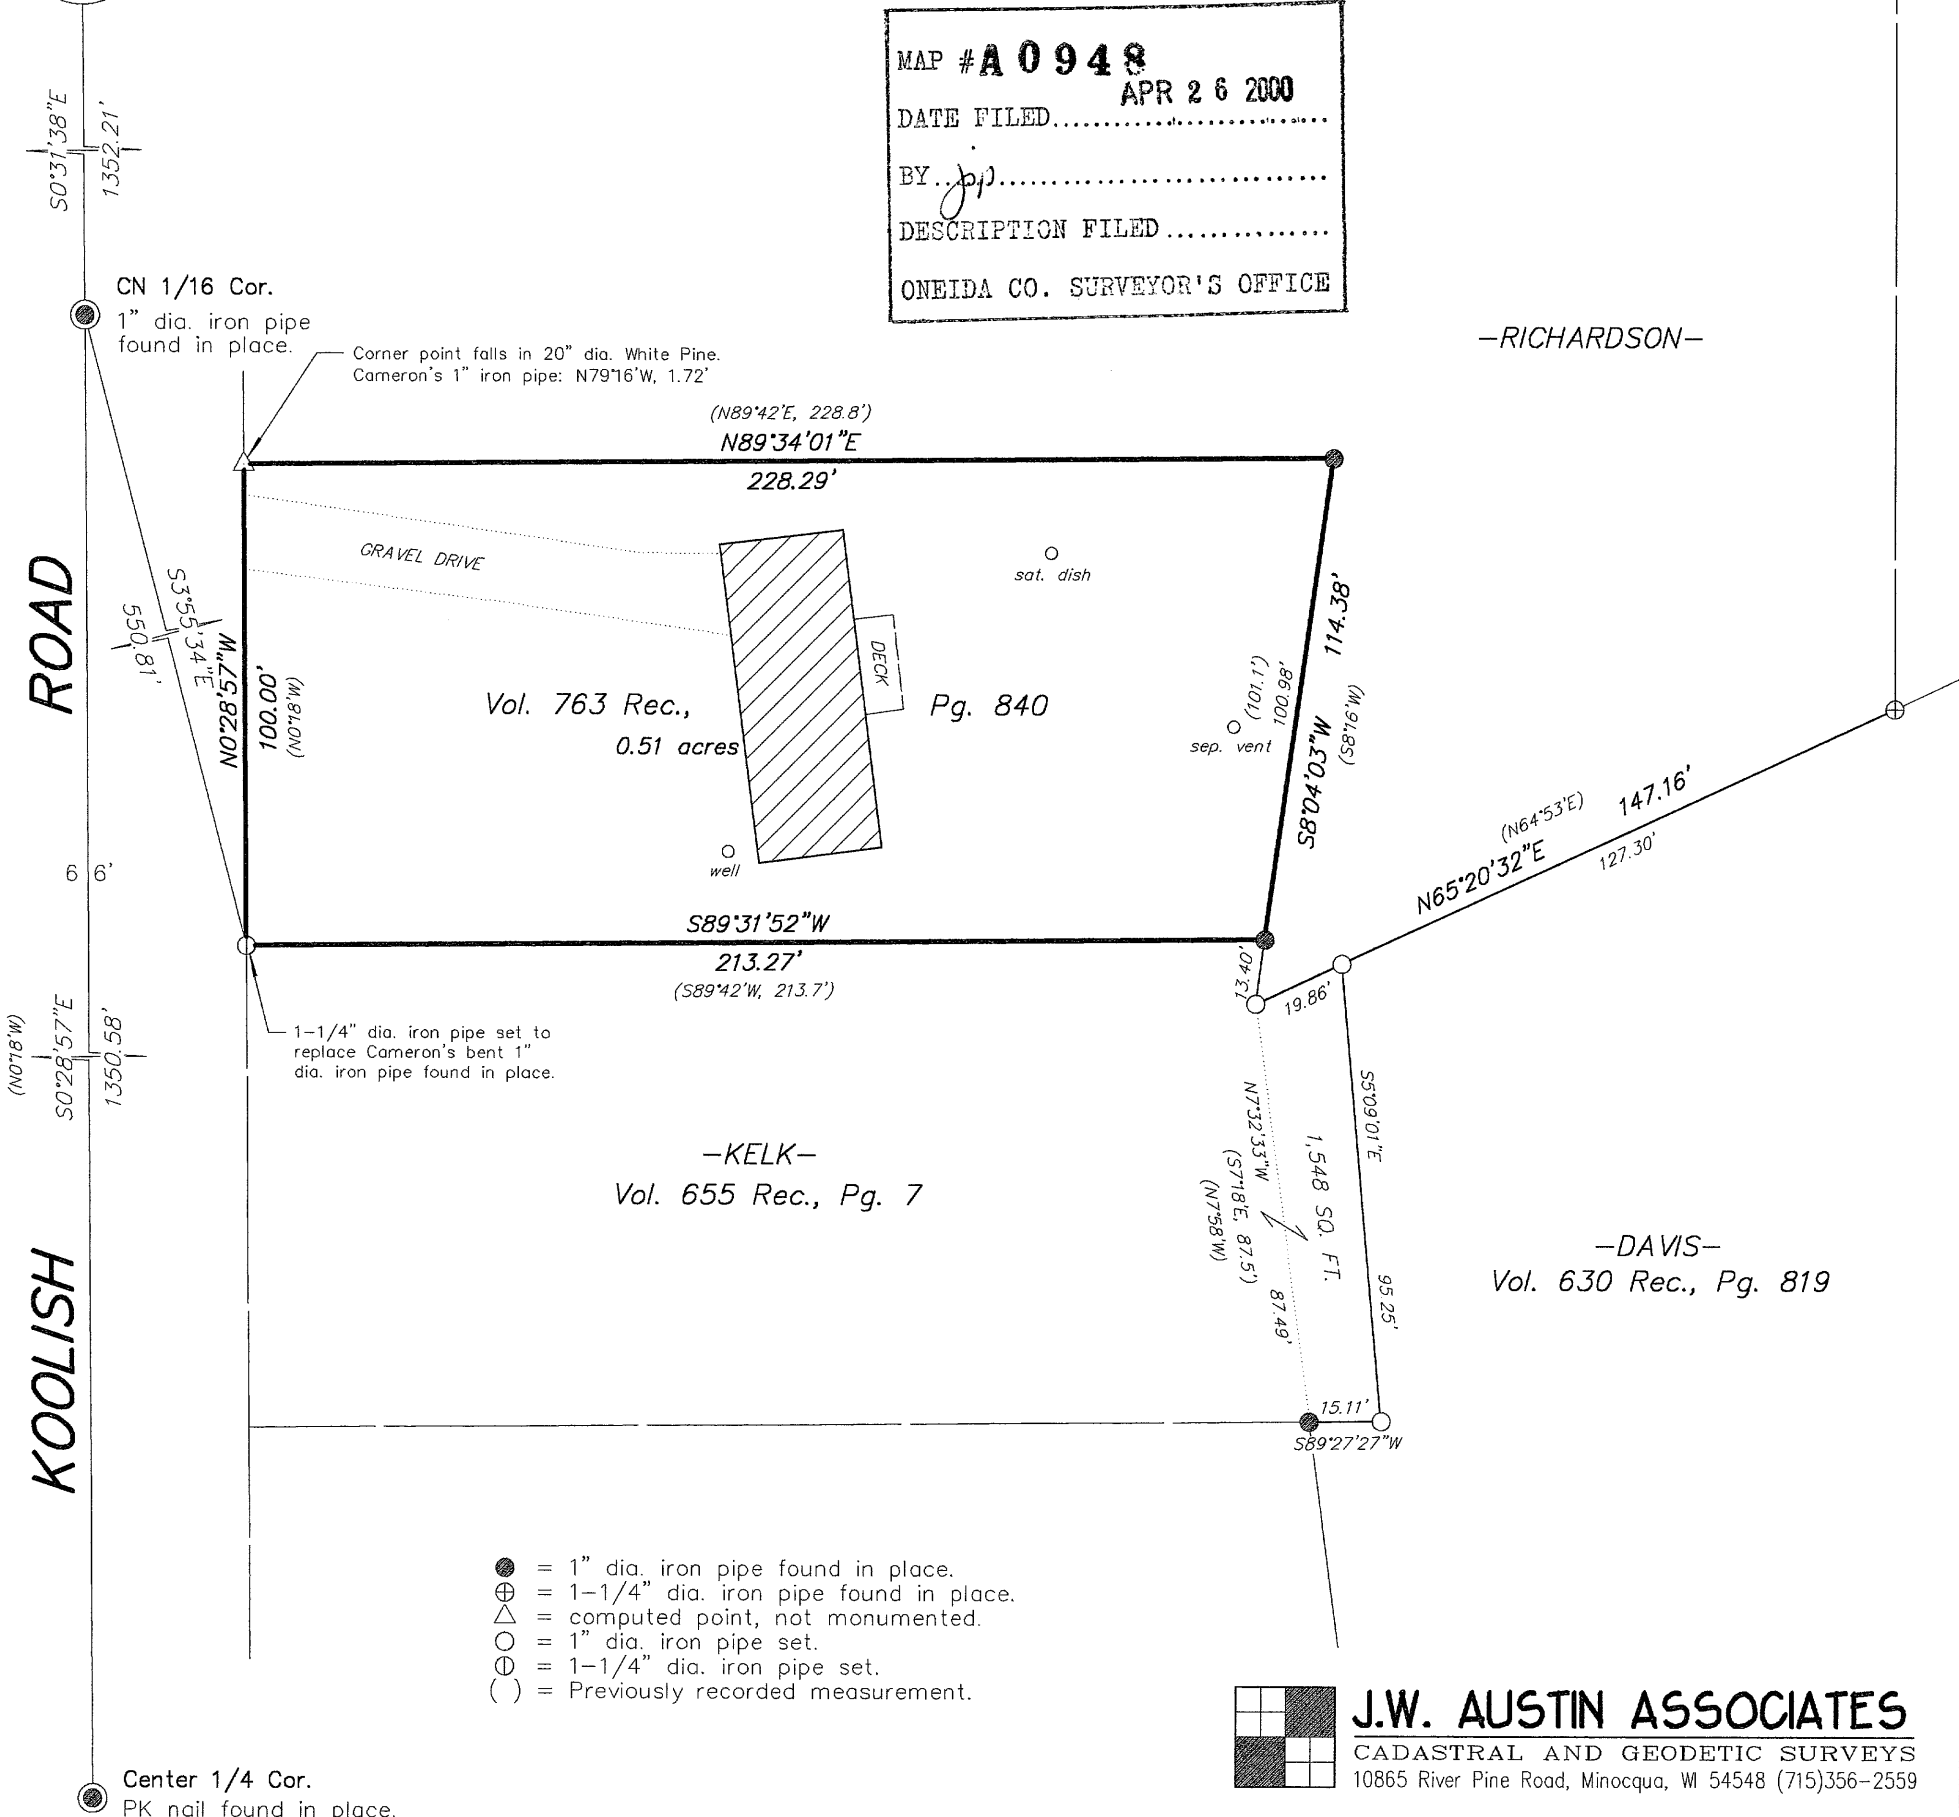 MAP #A0948
APR 26 2000
DATE FILED
BY jp
DESCRIPTION FILED
ONEIDA CO. SURVEYOR'S OFFICE
S0°31'38"E
1352.21'
CN 1/16 Cor.
1" dia. iron pipe
found in place.
Corner point falls in 20" dia. White Pine.
Cameron's 1" iron pipe: N79°16'W, 1.72'
-RICHARDSON-
(N89°42'E, 228.8')
N89°34'01"E
228.29'
GRAVEL DRIVE
sat. dish
ROAD
S3°55'34"E
550.81'
N0°28'57"W
100.00'
(N0°18'W)
DECK
Vol. 763 Rec., Pg. 840
0.51 acres
114.38'
(101.1')
100.98'
S8°04'03"W
(S8°16'W)
sep. vent
well
(N64°53'E)
147.16'
N65°20'32"E
127.30'
66'
S89°31'52"W
213.27'
(S89°42'W, 213.7')
13.40'
19.86'
1-1/4" dia. iron pipe set to
replace Cameron's bent 1"
dia. iron pipe found in place.
(N0°18'W)
S0°28'57"E
1350.58'
-KELK-
Vol. 655 Rec., Pg. 7
N7°32'33"W
(S7°18'E, 87.5')
(N7°58'W)
87.49'
1,548 SQ. FT.
S5°09'01"E
95.25'
-DAVIS-
Vol. 630 Rec., Pg. 819
KOOLISH
15.11'
S89°27'27"W
= 1" dia. iron pipe found in place.
= 1-1/4" dia. iron pipe found in place.
= computed point, not monumented.
= 1" dia. iron pipe set.
= 1-1/4" dia. iron pipe set.
( ) = Previously recorded measurement.
J.W. AUSTIN ASSOCIATES
CADASTRAL AND GEODETIC SURVEYS
10865 River Pine Road, Minocqua, WI 54548 (715)356-2559
Center 1/4 Cor.
PK nail found in place.